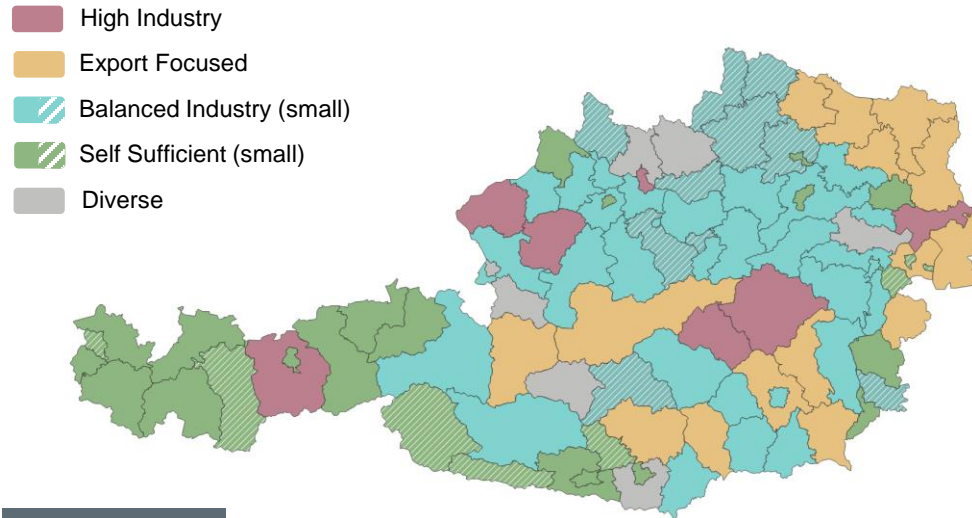 High Industry
Export Focused
Balanced Industry (small)
Self Sufficient (small)
Diverse